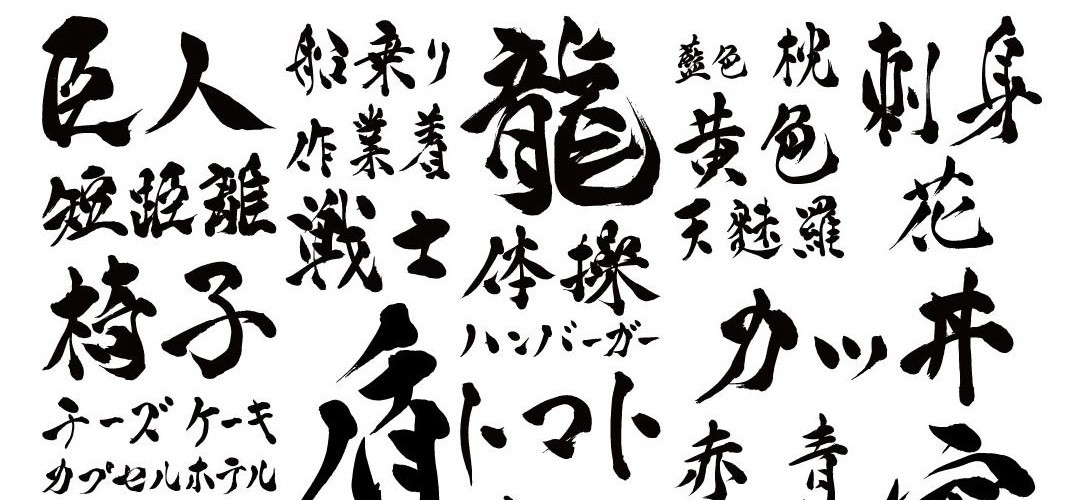 巨人
短距離
椅子
チーズケーキ
カプセルホテル
船乗り
作業着
戦士
盾
龍
体操
ハンバーガー
トマト
藍色
枕
黄色
天麩羅
カツ丼
赤
青
刺身
花